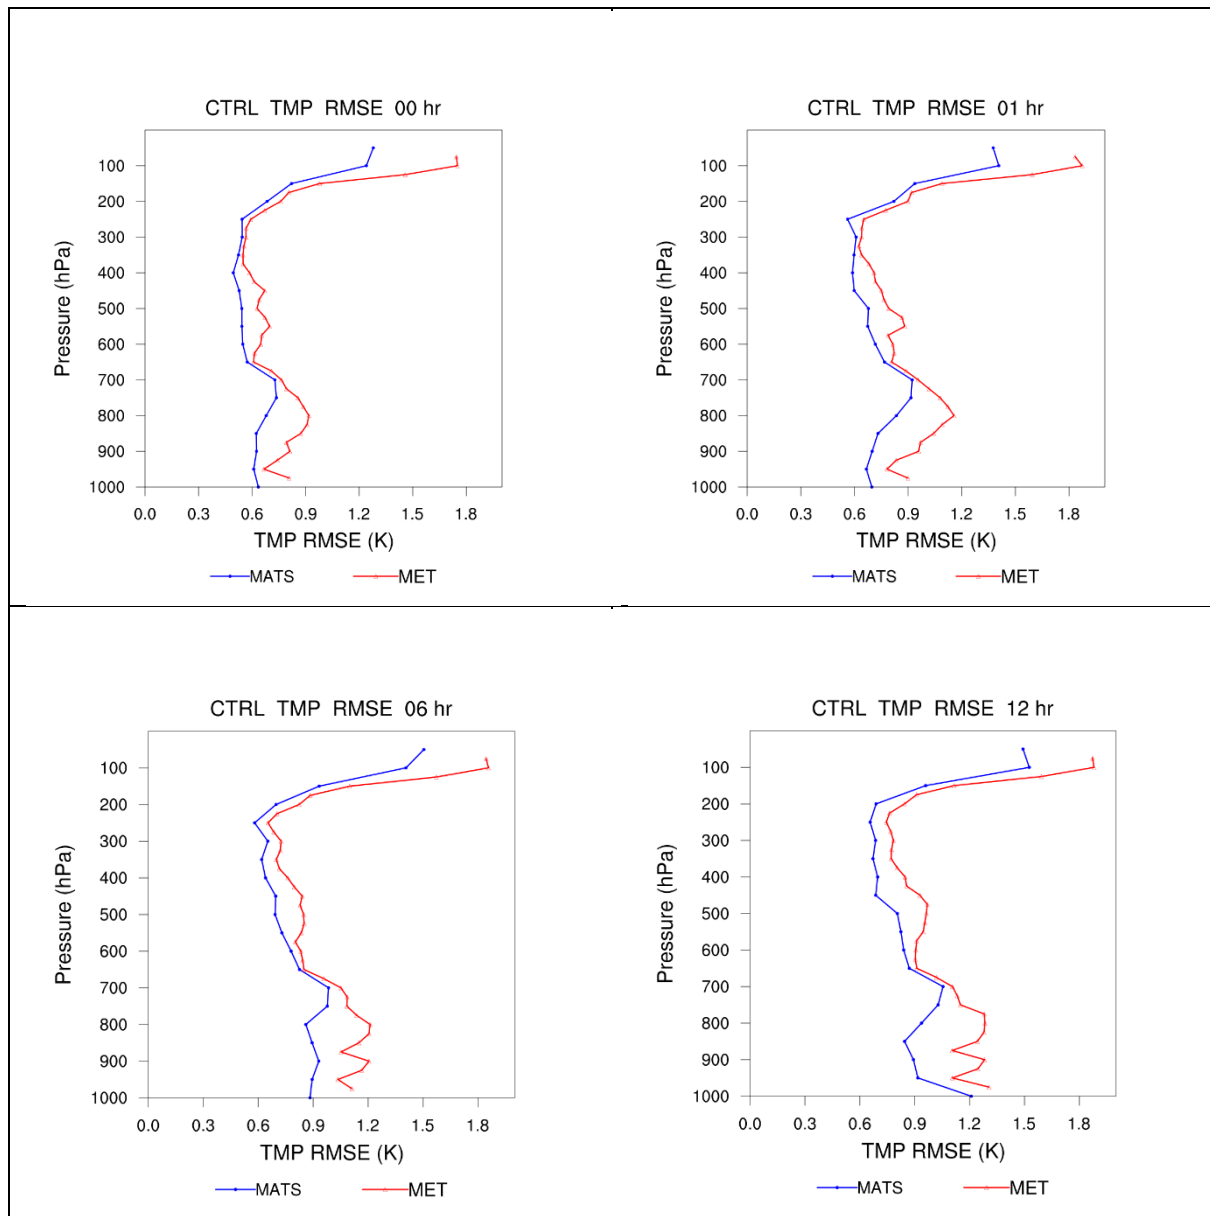 CTRL TMP RMSE 00 hr
Pressure (hPa)
100
200
300
400
500
600
700
800
900
1000
0.0 0.3 0.6 0.9 1.2 1.5 1.8
TMP RMSE (K)
MATS MET
CTRL TMP RMSE 01 hr
Pressure (hPa)
100
200
300
400
500
600
700
800
900
1000
0.0 0.3 0.6 0.9 1.2 1.5 1.8
TMP RMSE (K)
MATS MET
CTRL TMP RMSE 06 hr
Pressure (hPa)
100
200
300
400
500
600
700
800
900
1000
0.0 0.3 0.6 0.9 1.2 1.5 1.8
TMP RMSE (K)
MATS MET
CTRL TMP RMSE 12 hr
Pressure (hPa)
100
200
300
400
500
600
700
800
900
1000
0.0 0.3 0.6 0.9 1.2 1.5 1.8
TMP RMSE (K)
MATS MET